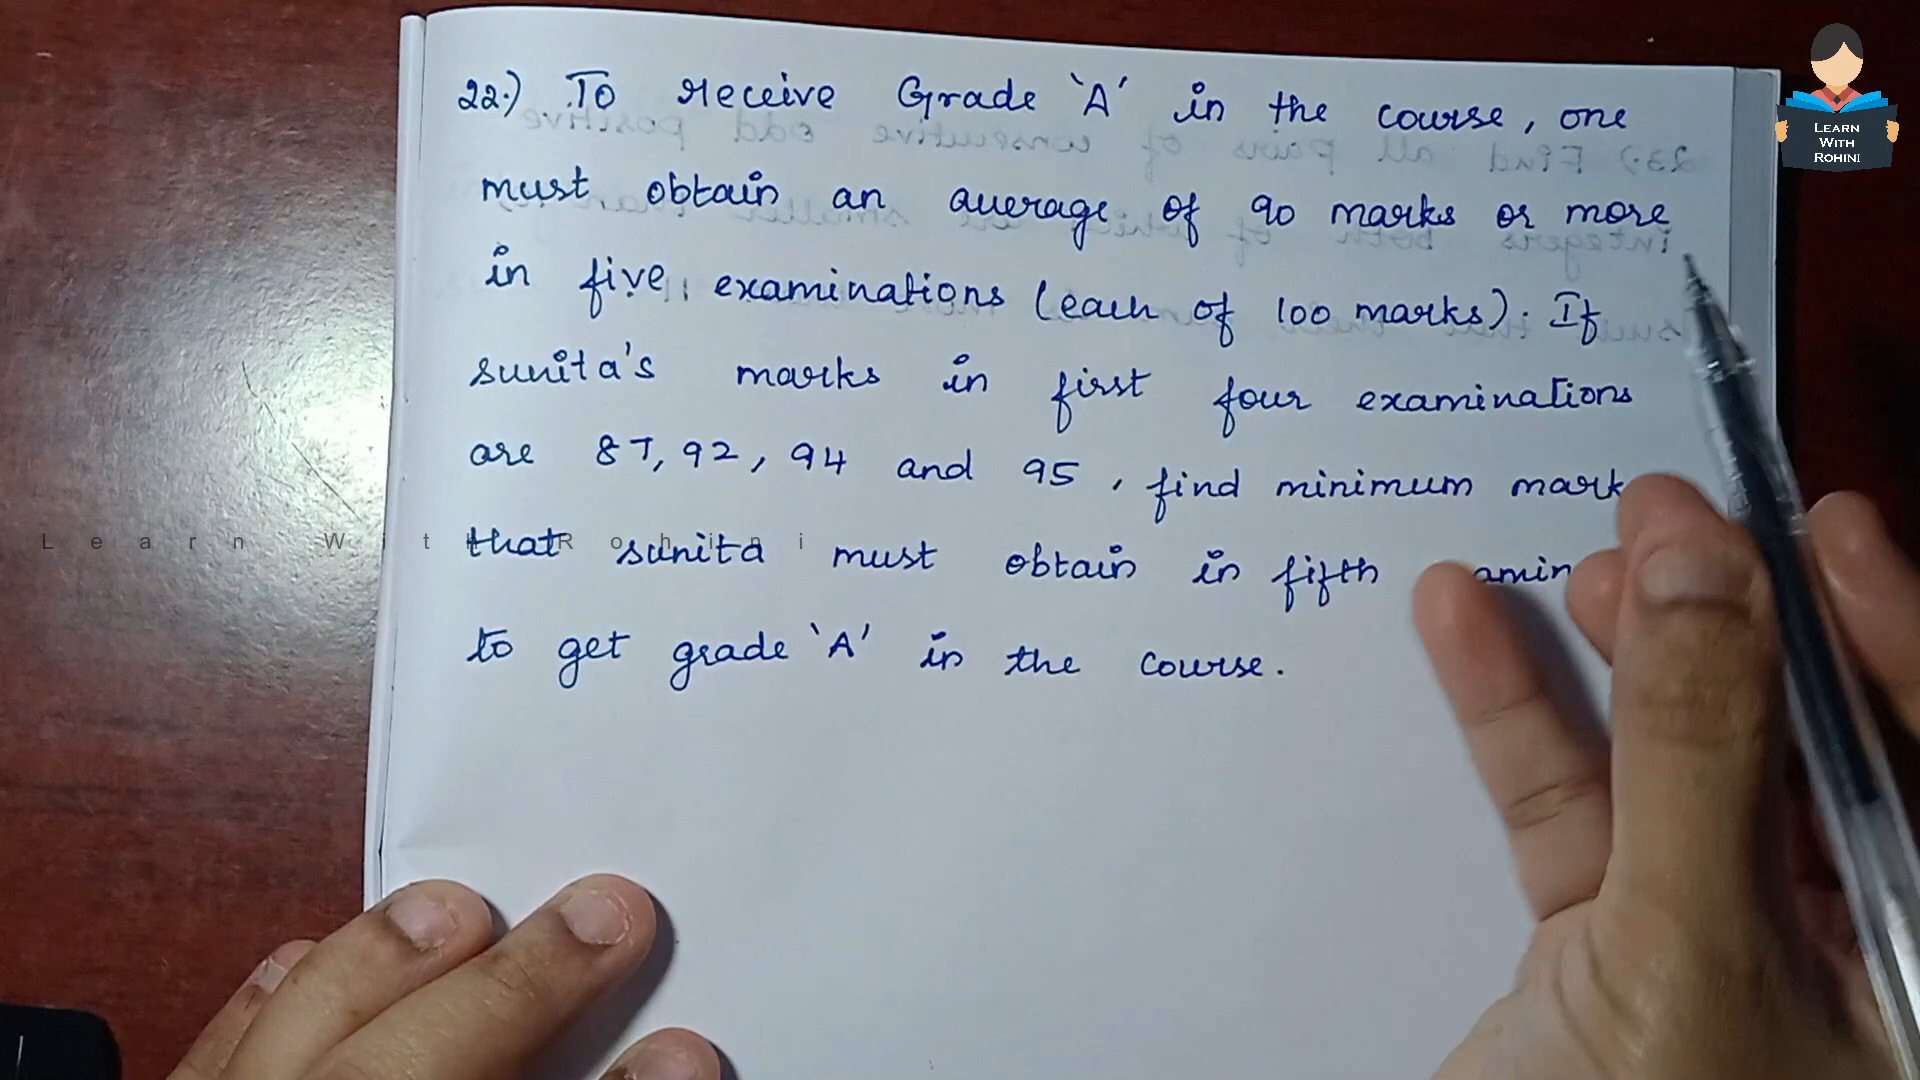 22.) To receive Grade 'A' in the course, one
must obtain an average of 90 marks or more
in five examinations (each of 100 marks). If
sunita's marks in first four examinations
are 87, 92, 94 and 95, find minimum mark
that sunita must obtain in fifth amin
to get grade 'A' in the course.
Learn With Rohini
LEARN
WITH
ROHINI